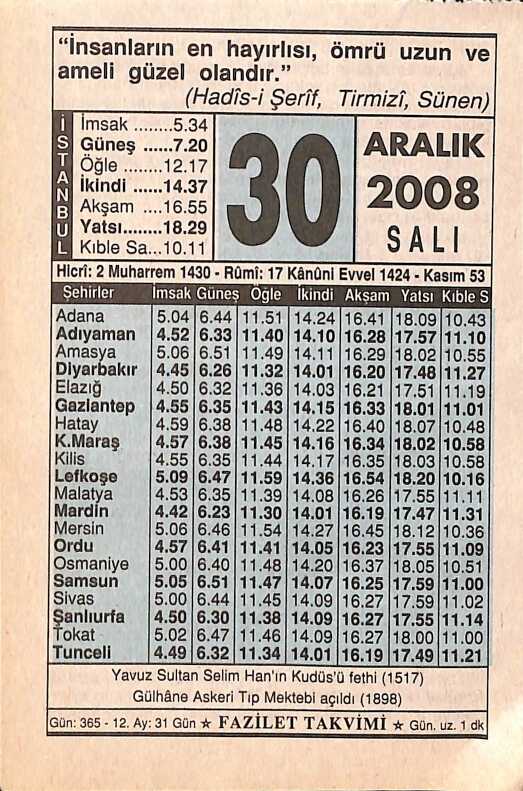 “İnsanların en hayırlısı, ömrü uzun ve
ameli güzel olandır.”
(Hadîs-i Şerîf, Tirmizî, Sünen)
İSTANBUL
İmsak ........5.34
Güneş ......7.20
Öğle ........12.17
İkindi ......14.37
Akşam ....16.55
Yatsı........18.29
Kıble Sa...10.11
30
ARALIK
2008
SALI
Hicrî: 2 Muharrem 1430 - Rûmî: 17 Kânûni Evvel 1424 - Kasım 53
Şehirler İmsak Güneş Öğle İkindi Akşam Yatsı Kıble S
Adana 5.04 6.44 11.51 14.24 16.41 18.09 10.43
Adıyaman 4.52 6.33 11.40 14.10 16.28 17.57 11.10
Amasya 5.06 6.51 11.49 14.11 16.29 18.02 10.55
Diyarbakır 4.45 6.26 11.32 14.01 16.20 17.48 11.27
Elazığ 4.50 6.32 11.36 14.03 16.21 17.51 11.19
Gaziantep 4.55 6.35 11.43 14.15 16.33 18.01 11.01
Hatay 4.59 6.38 11.48 14.22 16.40 18.07 10.48
K.Maraş 4.57 6.38 11.45 14.16 16.34 18.02 10.58
Kilis 4.55 6.35 11.44 14.17 16.35 18.03 10.58
Lefkoşe 5.09 6.47 11.59 14.36 16.54 18.20 10.16
Malatya 4.53 6.35 11.39 14.08 16.26 17.55 11.11
Mardin 4.42 6.23 11.30 14.01 16.19 17.47 11.31
Mersin 5.06 6.46 11.54 14.27 16.45 18.12 10.36
Ordu 4.57 6.41 11.41 14.05 16.23 17.55 11.09
Osmaniye 5.00 6.40 11.48 14.20 16.37 18.05 10.51
Samsun 5.05 6.51 11.47 14.07 16.25 17.59 11.00
Sivas 5.00 6.44 11.45 14.09 16.27 17.59 11.02
Şanlıurfa 4.50 6.30 11.38 14.09 16.27 17.55 11.14
Tokat 5.02 6.47 11.46 14.09 16.27 18.00 11.00
Tunceli 4.49 6.32 11.34 14.01 16.19 17.49 11.21
Yavuz Sultan Selim Han'ın Kudüs'ü fethi (1517)
Gülhâne Askeri Tıp Mektebi açıldı (1898)
Gün: 365 - 12. Ay: 31 Gün ★ FAZİLET TAKVİMİ ★ Gün. uz. 1 dk